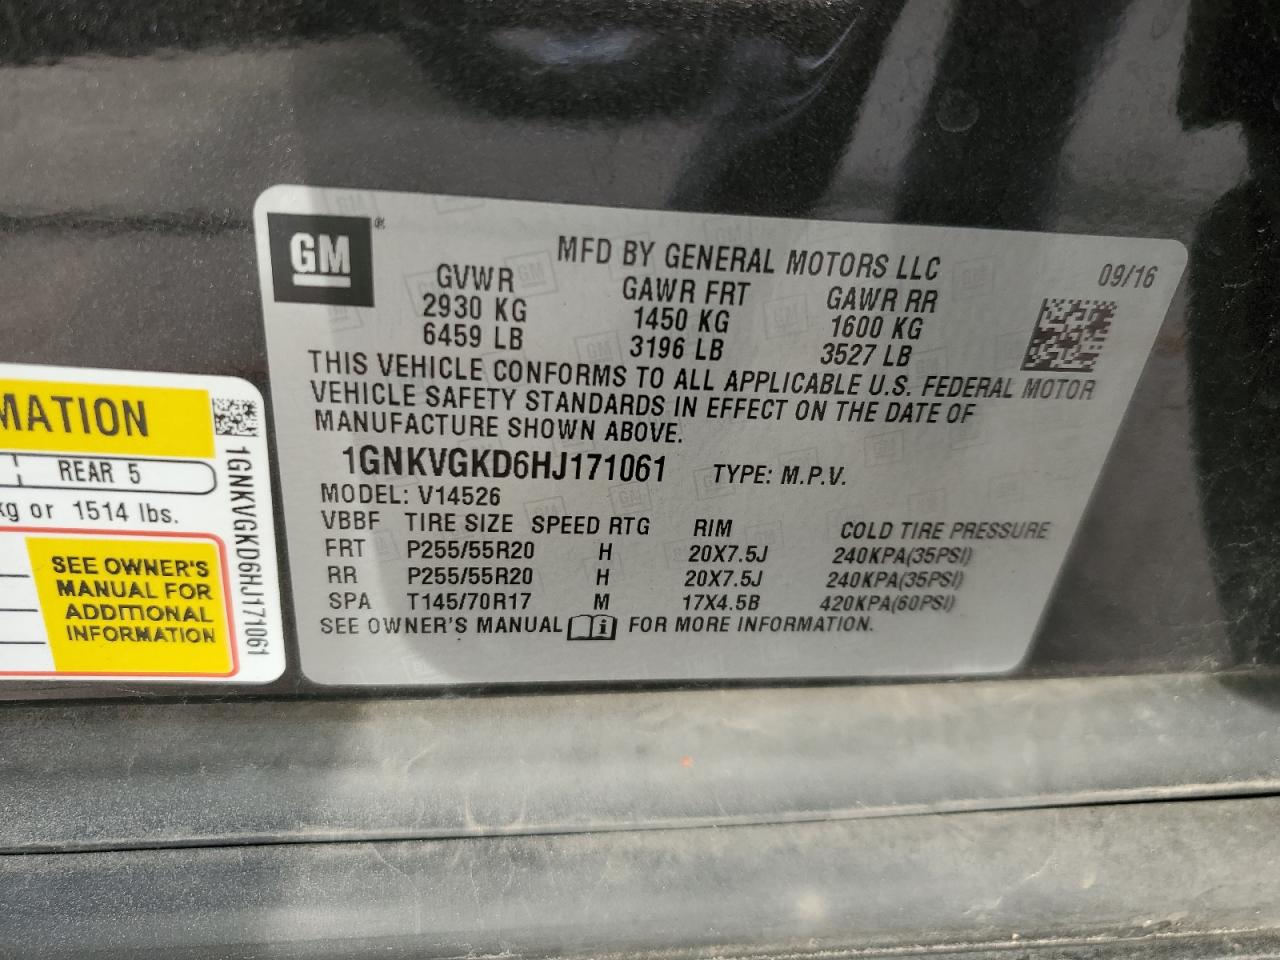 GM ®
MFD BY GENERAL MOTORS LLC
09/16
GVWR GAWR FRT GAWR RR
2930 KG 1450 KG 1600 KG
6459 LB 3196 LB 3527 LB
THIS VEHICLE CONFORMS TO ALL APPLICABLE U.S. FEDERAL MOTOR
VEHICLE SAFETY STANDARDS IN EFFECT ON THE DATE OF
MANUFACTURE SHOWN ABOVE.
1GNKVGKD6HJ171061 TYPE: M.P.V.
MODEL: V14526
VBBF TIRE SIZE SPEED RTG RIM COLD TIRE PRESSURE
FRT P255/55R20 H 20X7.5J 240KPA(35PSI)
RR P255/55R20 H 20X7.5J 240KPA(35PSI)
SPA T145/70R17 M 17X4.5B 420KPA(60PSI)
SEE OWNER'S MANUAL FOR MORE INFORMATION.
MATION
REAR 5
kg or 1514 lbs.
SEE OWNER'S
MANUAL FOR
ADDITIONAL
INFORMATION
1GNKVGKD6HJ171061